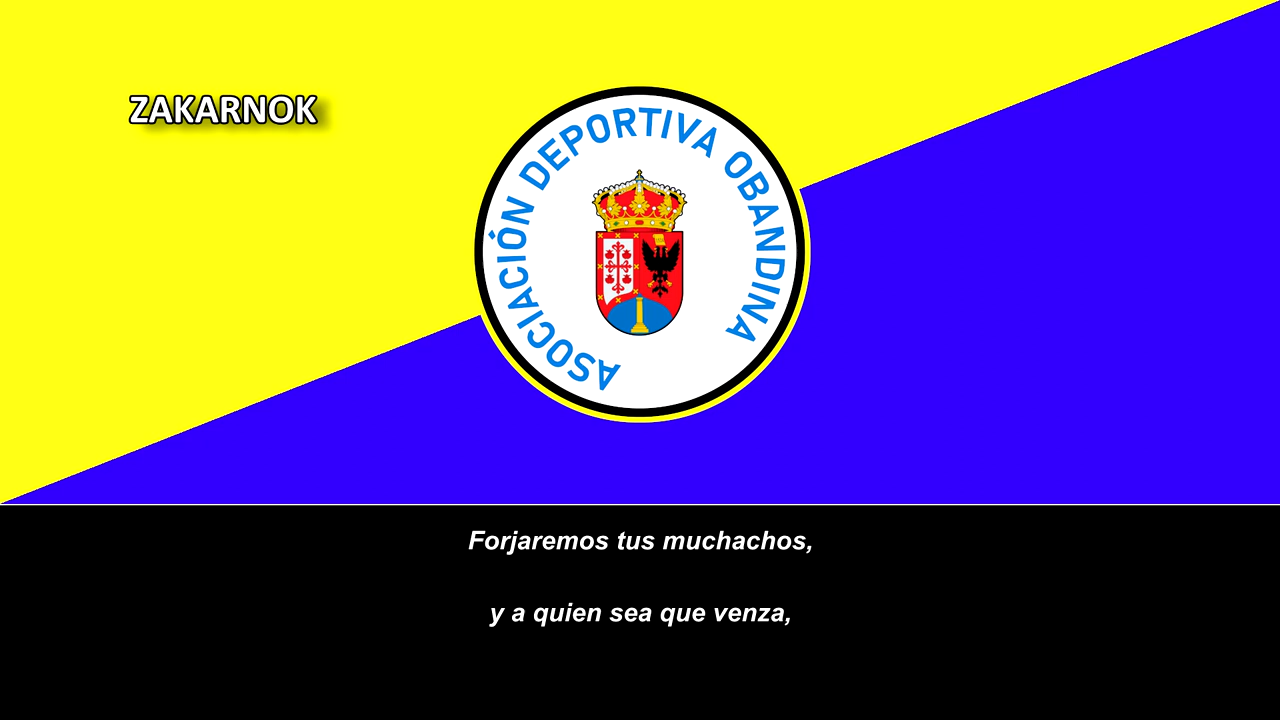 ZAKARNOK
ASOCIACIÓN DEPORTIVA OBANDINA
Forjaremos tus muchachos,
y a quien sea que venza,